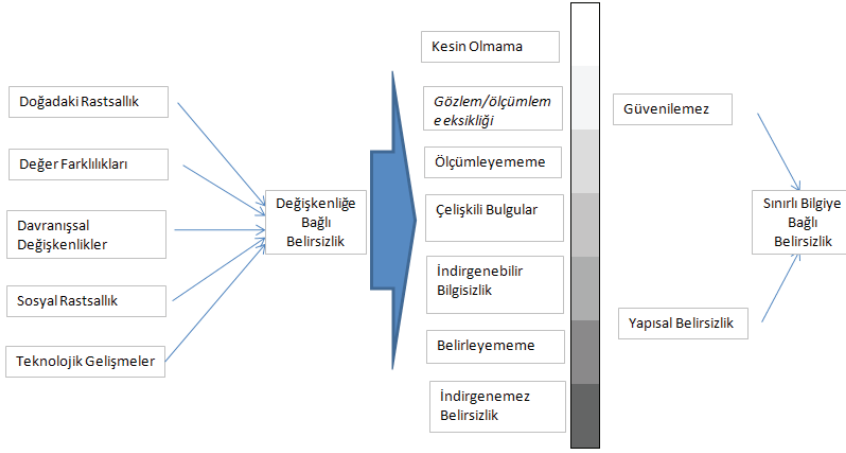 Doğadaki Rastsallık
Değer Farklılıkları
Davranışsal
Değişkenlikler
Sosyal Rastsallık
Teknolojik Gelişmeler
Değişkenliğe
Bağlı
Belirsizlik
Kesin Olmama
Gözlem/ölçümlem
e eksikliği
Ölçümleyememe
Çelişkili Bulgular
İndirgenebilir
Bilgisizlik
Belirleyememe
İndirgenemez
Belirsizlik
Güvenilemez
Yapısal Belirsizlik
Sınırlı Bilgiye
Bağlı
Belirsizlik